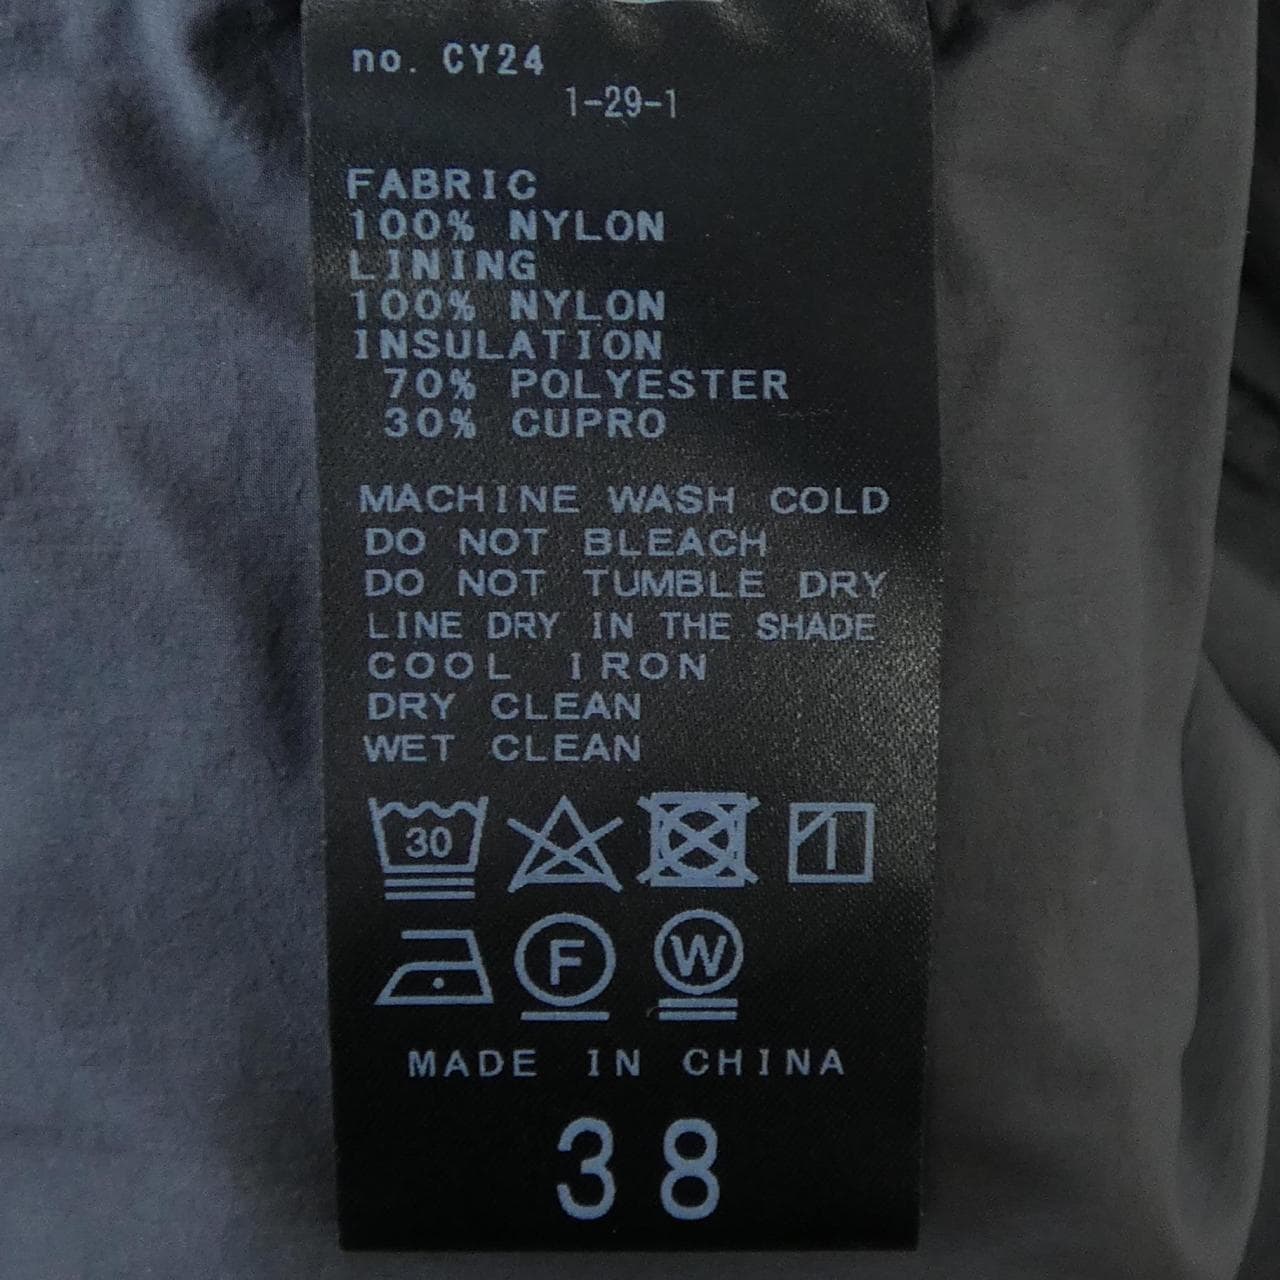 no. CY24
1-29-1
FABRIC
100% NYLON
LINING
100% NYLON
INSULATION
70% POLYESTER
30% CUPRO
MACHINE WASH COLD
DO NOT BLEACH
DO NOT TUMBLE DRY
LINE DRY IN THE SHADE
COOL IRON
DRY CLEAN
WET CLEAN
30
F W
MADE IN CHINA
38